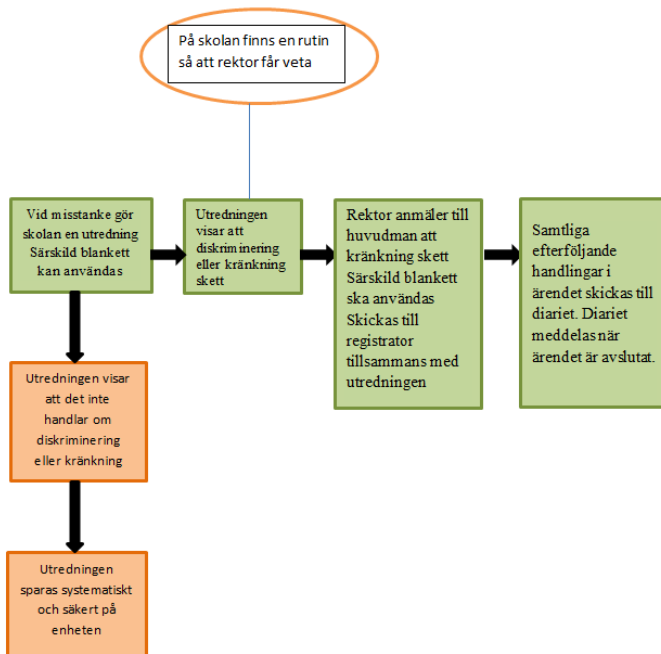 På skolan finns en rutin
så att rektor får veta
Vid misstanke gör
skolan en utredning
Särskild blankett
kan användas
Utredningen
visar att
diskriminering
eller kränkning
skett
Rektor anmäler till
huvudman att
kränkning skett
Särskild blankett
ska användas
Skickas till
registrator
tillsammans med
utredningen
Samtliga
efterföljande
handlingar i
ärendet skickas till
diariet. Diariet
meddelas när
ärendet är avslutat.
Utredningen visar
att det inte
handlar om
diskriminering
eller kränkning
Utredningen
sparas systematiskt
och säkert på
enheten